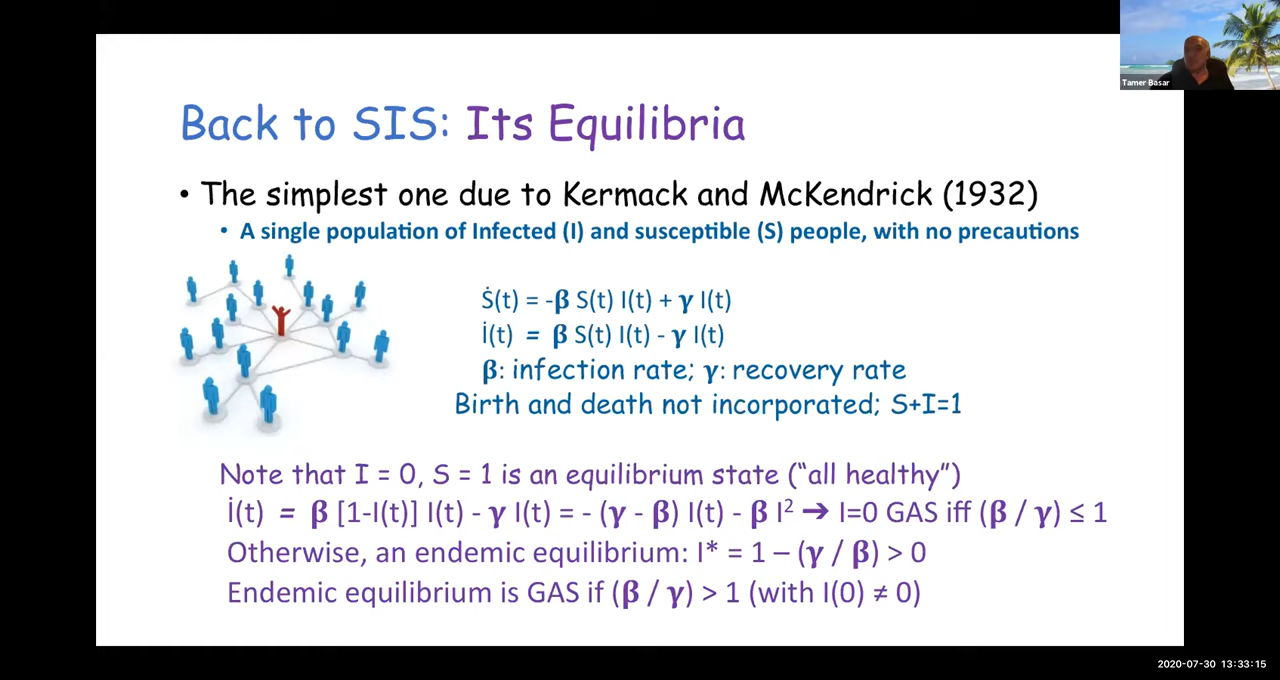 Tamer Basar
Back to SIS: Its Equilibria
• The simplest one due to Kermack and McKendrick (1932)
• A single population of Infected (I) and susceptible (S) people, with no precautions
Ṡ(t) = -β S(t) I(t) + γ I(t)
İ(t) = β S(t) I(t) - γ I(t)
β: infection rate; γ: recovery rate
Birth and death not incorporated; S+I=1
Note that I = 0, S = 1 is an equilibrium state (“all healthy”)
İ(t) = β [1-I(t)] I(t) - γ I(t) = - (γ - β) I(t) - β I² ➔ I=0 GAS iff (β / γ) ≤ 1
Otherwise, an endemic equilibrium: I* = 1 – (γ / β) > 0
Endemic equilibrium is GAS if (β / γ) > 1 (with I(0) ≠ 0)
2020-07-30 13:33:15